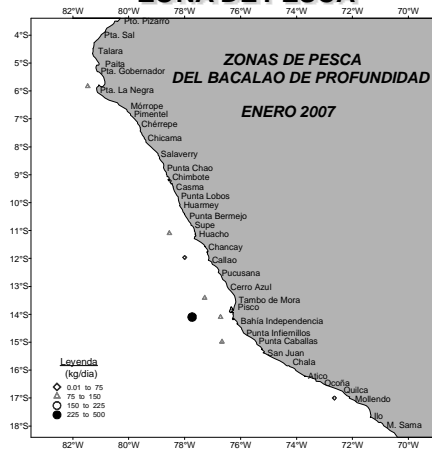 ZONA DE PESCA
82°W 80°W 78°W 76°W 74°W 72°W 70°W
Pto. Pizarro
4°S
Pta. Sal
Talara
5°S
Paita
Pta. Gobernador
6°S
Pta. La Negra
Mórrope
7°S
Pimentel
Chérrepe
8°S
Chicama
Salaverry
9°S
Punta Chao
Chimbote
Casma
10°S
Punta Lobos
Huarmey
Punta Bermejo
11°S
Supe
Huacho
Chancay
12°S
Callao
Pucusana
13°S
Cerro Azul
Tambo de Mora
Pisco
14°S
Bahía Independencia
Punta Infiernillos
15°S
Punta Caballas
San Juan
Chala
16°S
Atico
Ocoña
Quilca
17°S
Mollendo
Ilo
18°S
M. Sama
ZONAS DE PESCA
DEL BACALAO DE PROFUNDIDAD
ENERO 2007
Leyenda
(kg/dia)
0.01 to 75
75 to 150
150 to 225
225 to 500
82°W 80°W 78°W 76°W 74°W 72°W 70°W